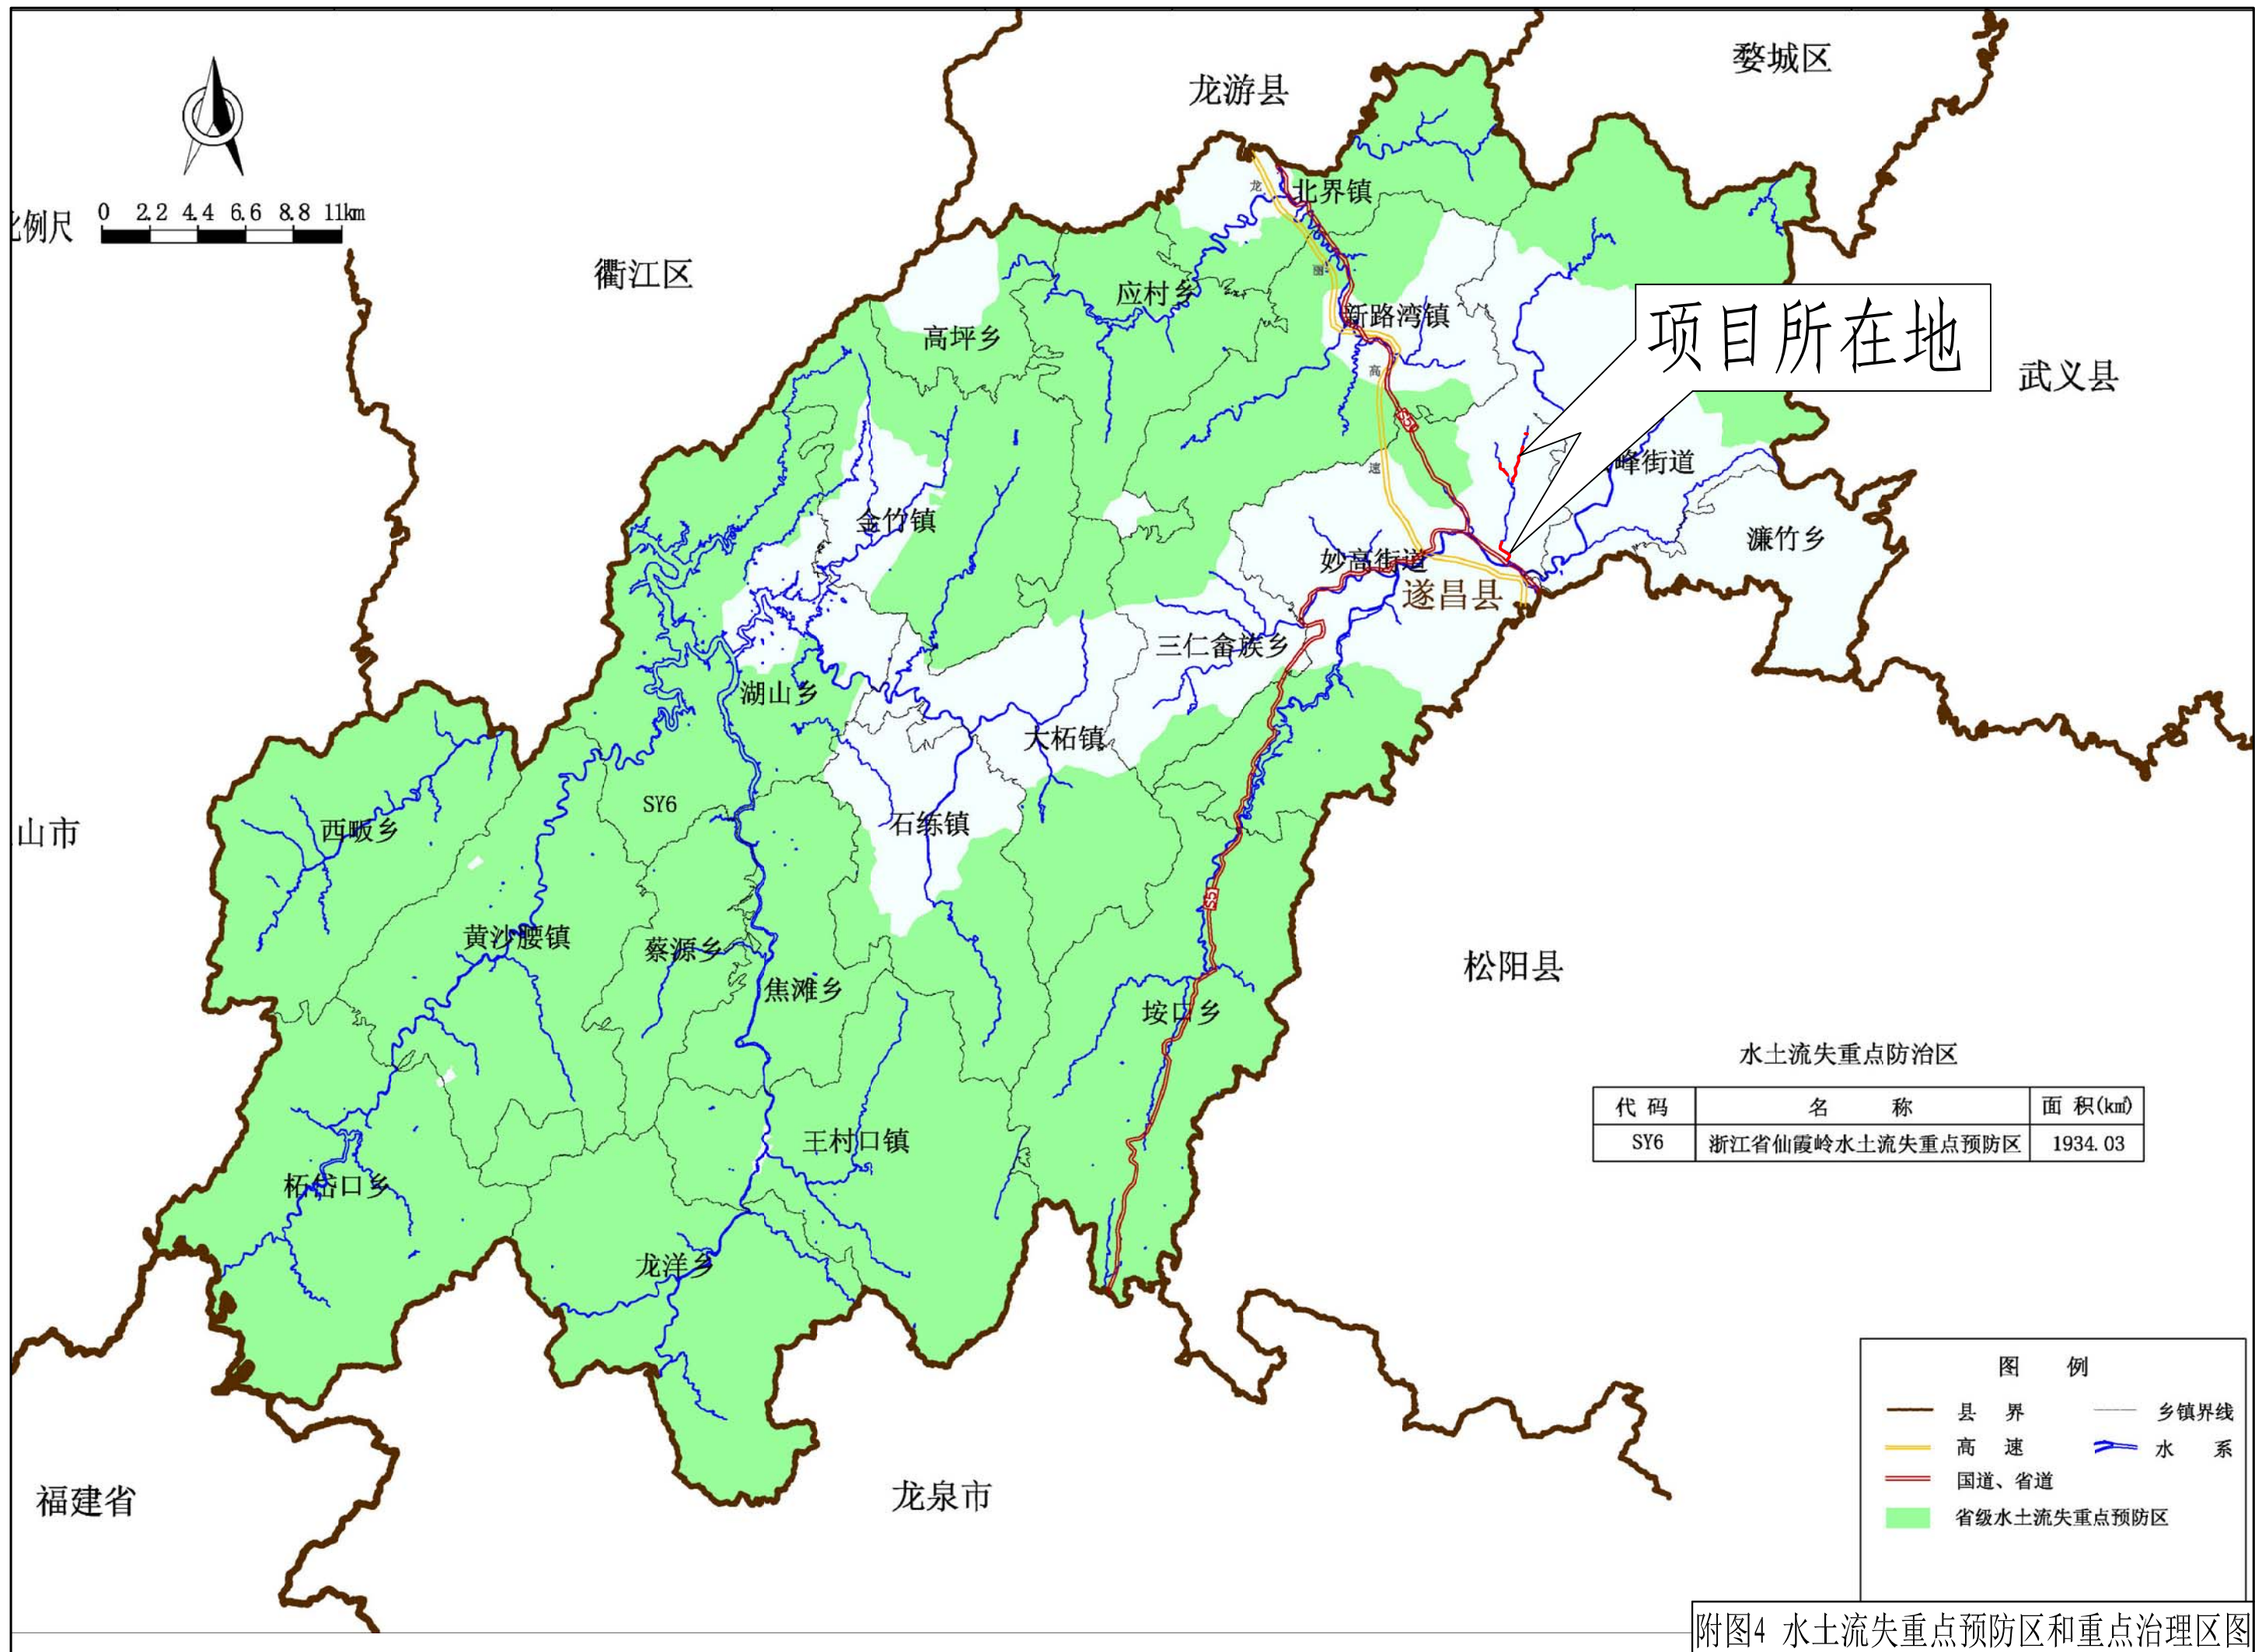 婺城区
龙游县
北界镇
龙
0 2.2 4.4 6.6 8.8 11km
例尺
衢江区
丽
应村乡
新路湾镇
高坪乡
项目所在地
武义县
高
速
峰街道
金竹镇
濂竹乡
妙高街道
遂昌县
三仁畲族乡
湖山乡
大柘镇
SY6
石练镇
山市
西畈乡
黄沙腰镇
蔡源乡
焦滩乡
松阳县
垵口乡
水土流失重点防治区
代码 名 称 面 积(km²)
SY6 浙江省仙霞岭水土流失重点预防区 1934.03
王村口镇
柘岱口乡
龙洋乡
福建省
龙泉市
图 例
县 界 乡镇界线
高 速 水 系
国道、省道
省级水土流失重点预防区
附图4 水土流失重点预防区和重点治理区图